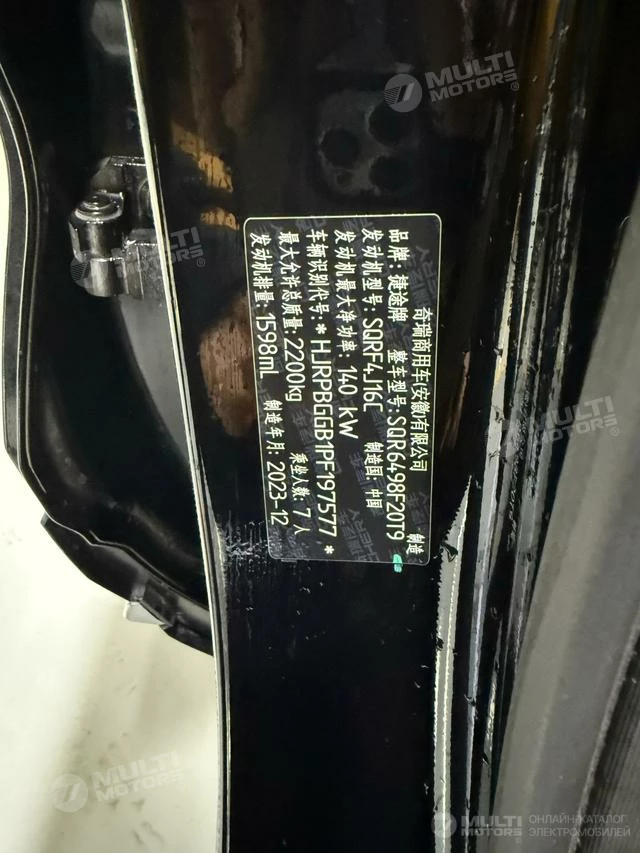 奇瑞商用车(安徽)有限公司 制造
品牌: 捷途牌 整车型号: SQR6498F20T9
发动机型号: SQRF4J16C 制造国: 中国
发动机最大净功率: 140 kW
车辆识别代号: * HJRPBGGB1PF197577 *
最大允许总质量: 2200kg 乘坐人数: 7 人
发动机排量: 1598mL 制造年月: 2023-12
MULTI
MOTORS®
MULTI
MOTORS®
MULTI
MOTORS®
MULTI
MOTORS®
ОНЛАЙН-КАТАЛОГ
ЭЛЕКТРОМОБИЛЕЙ